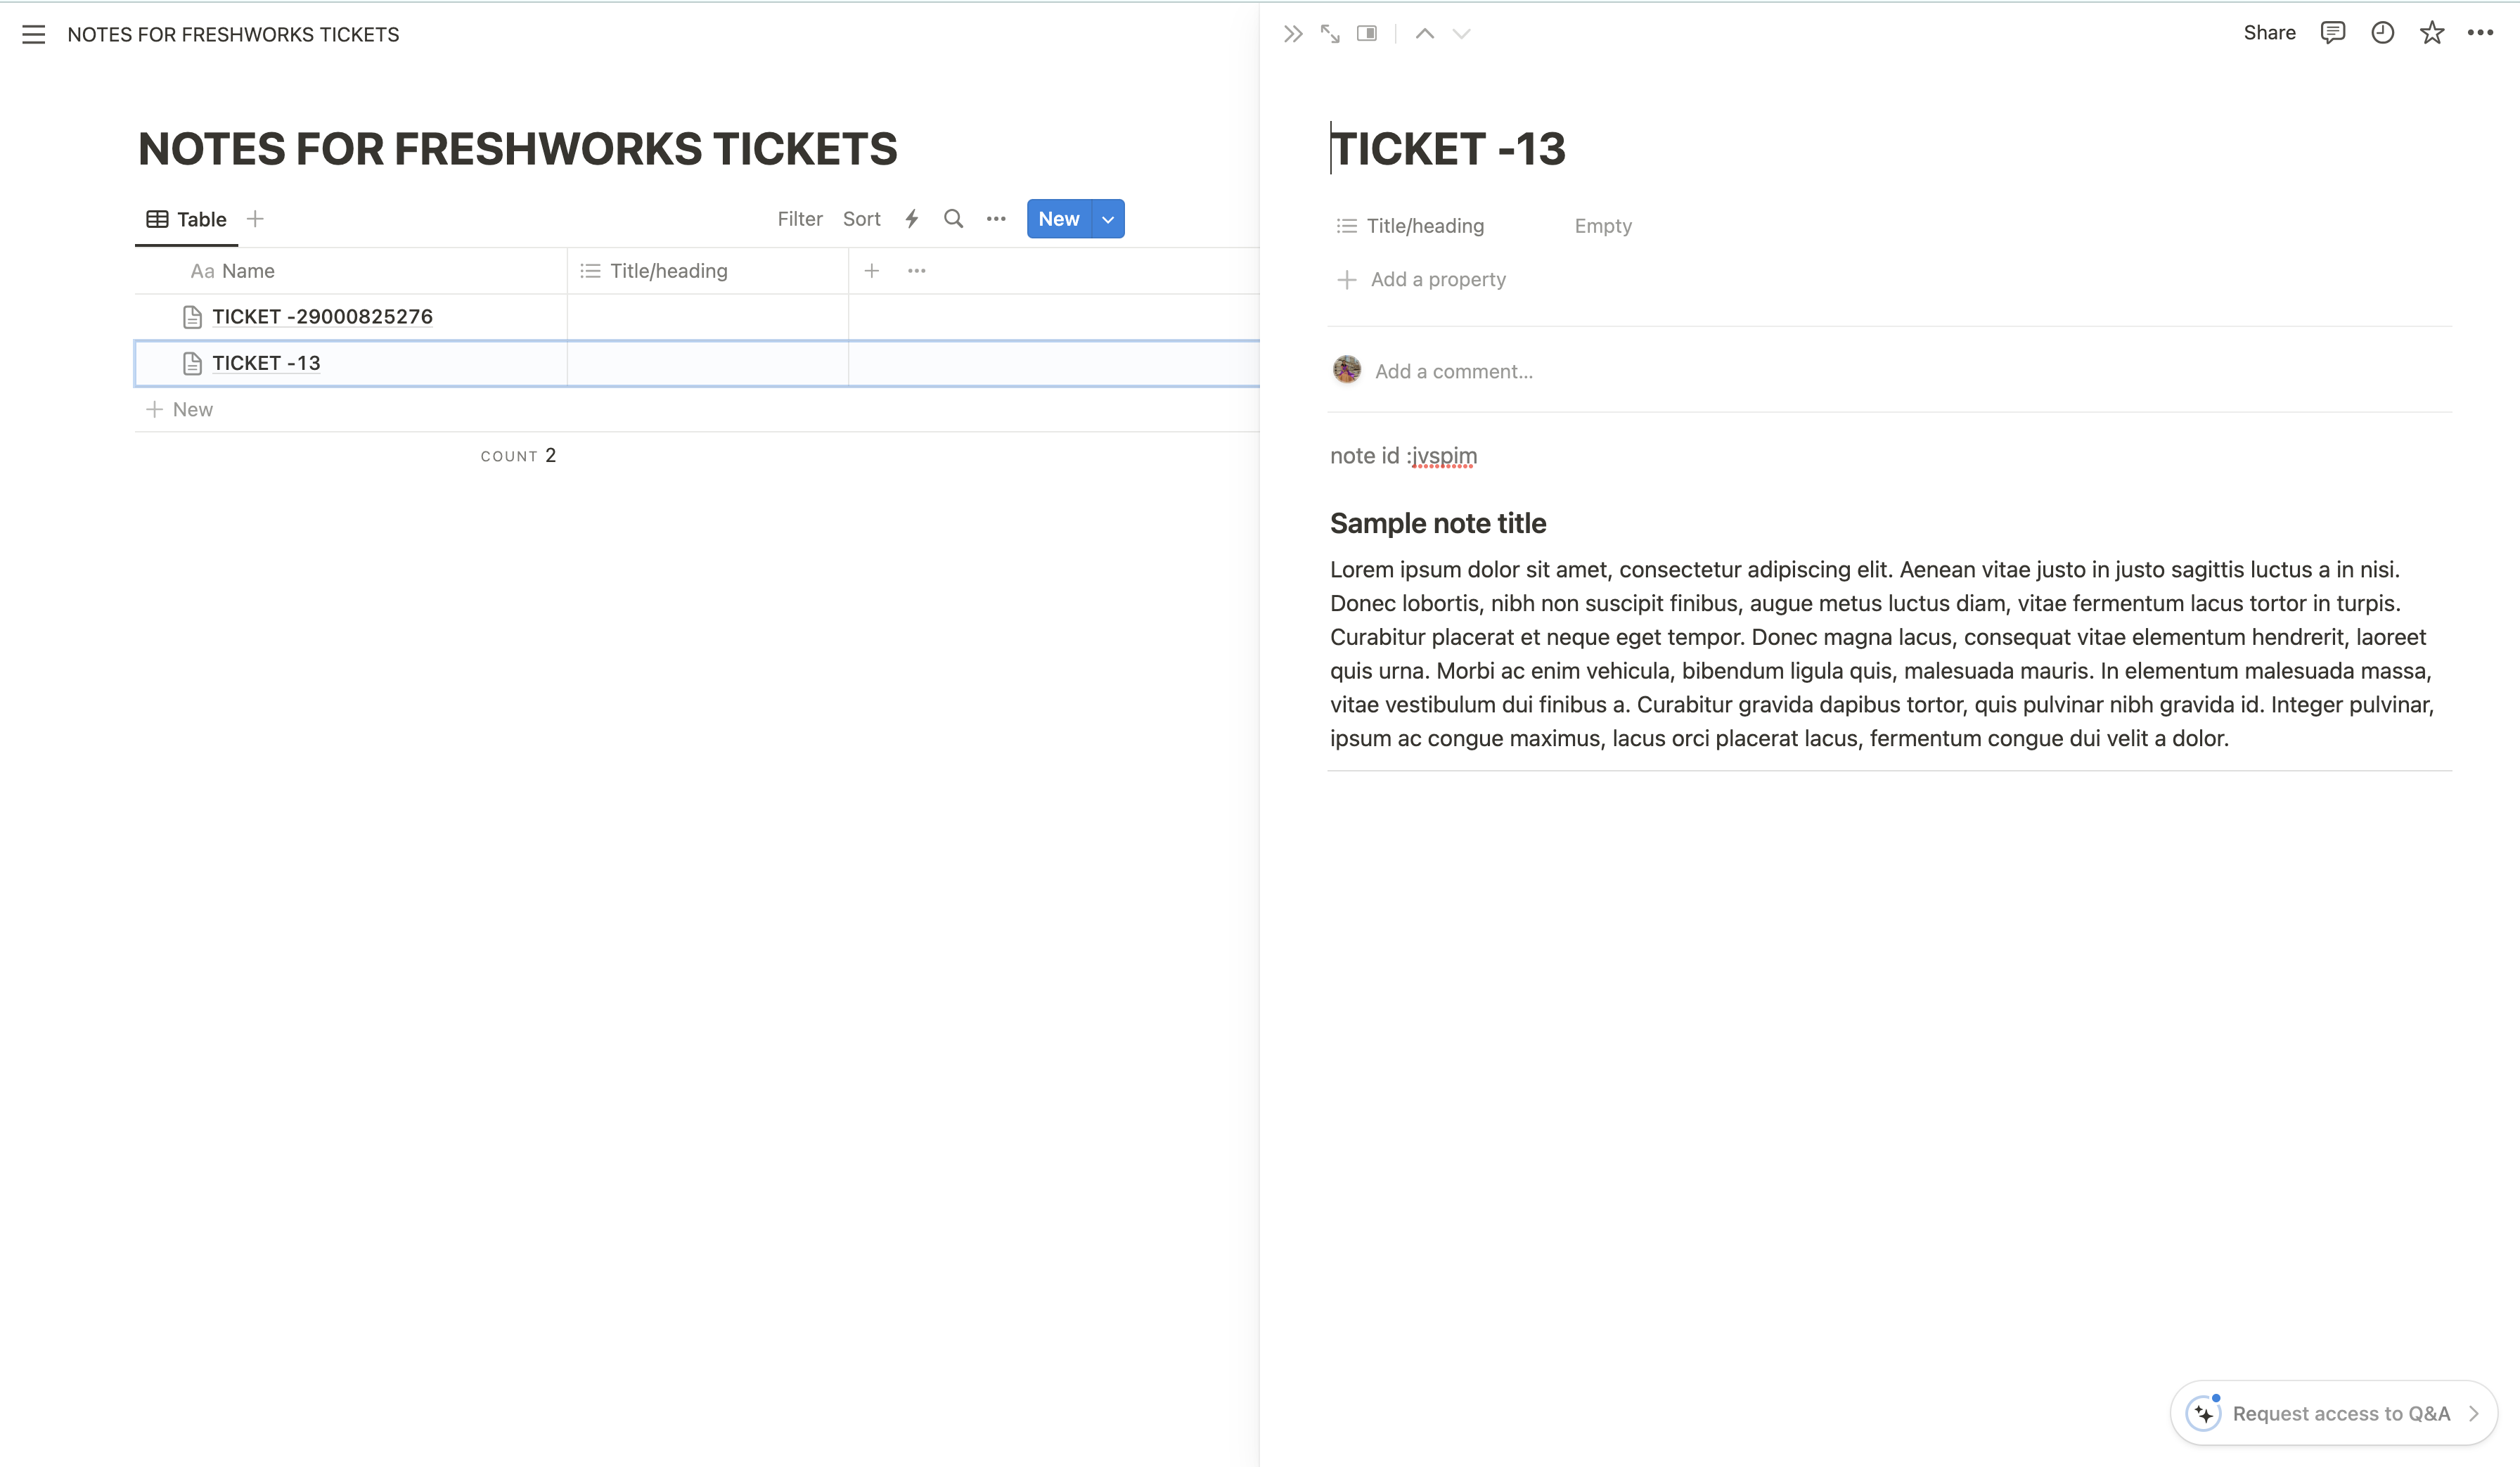 NOTES FOR FRESHWORKS TICKETS
NOTES FOR FRESHWORKS TICKETS
Table
Filter Sort New
Aa Name Title/heading
TICKET -29000825276
TICKET -13
New
COUNT 2
Share
TICKET -13
Title/heading Empty
Add a property
Add a comment...
note id :jvspim
Sample note title
Lorem ipsum dolor sit amet, consectetur adipiscing elit. Aenean vitae justo in justo sagittis luctus a in nisi.
Donec lobortis, nibh non suscipit finibus, augue metus luctus diam, vitae fermentum lacus tortor in turpis.
Curabitur placerat et neque eget tempor. Donec magna lacus, consequat vitae elementum hendrerit, laoreet
quis urna. Morbi ac enim vehicula, bibendum ligula quis, malesuada mauris. In elementum malesuada massa,
vitae vestibulum dui finibus a. Curabitur gravida dapibus tortor, quis pulvinar nibh gravida id. Integer pulvinar,
ipsum ac congue maximus, lacus orci placerat lacus, fermentum congue dui velit a dolor.
Request access to Q&A